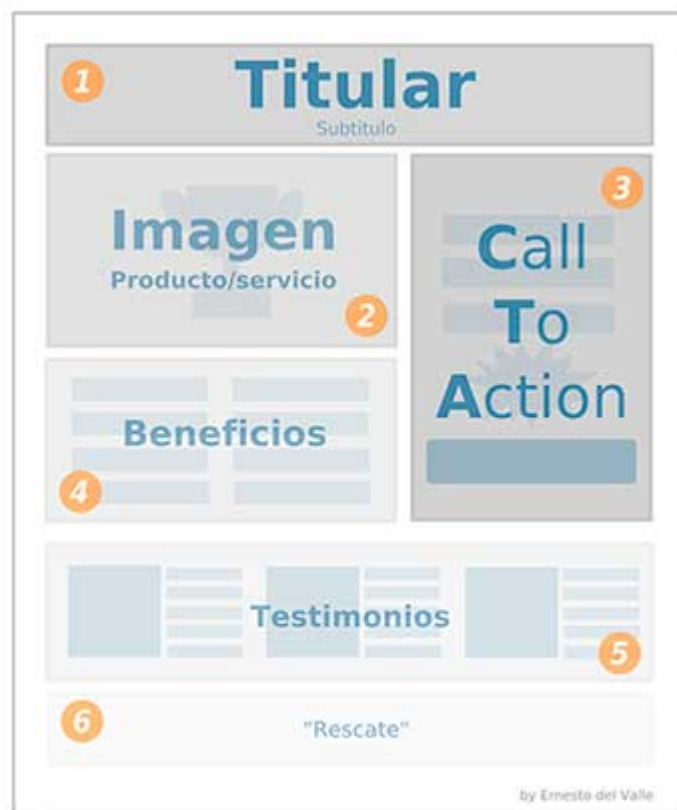 1
Titular
Subtítulo
Imagen
Producto/servicio
2
3
Call
To
Action
Beneficios
4
Testimonios
5
6
"Rescate"
by Ernesto del Valle